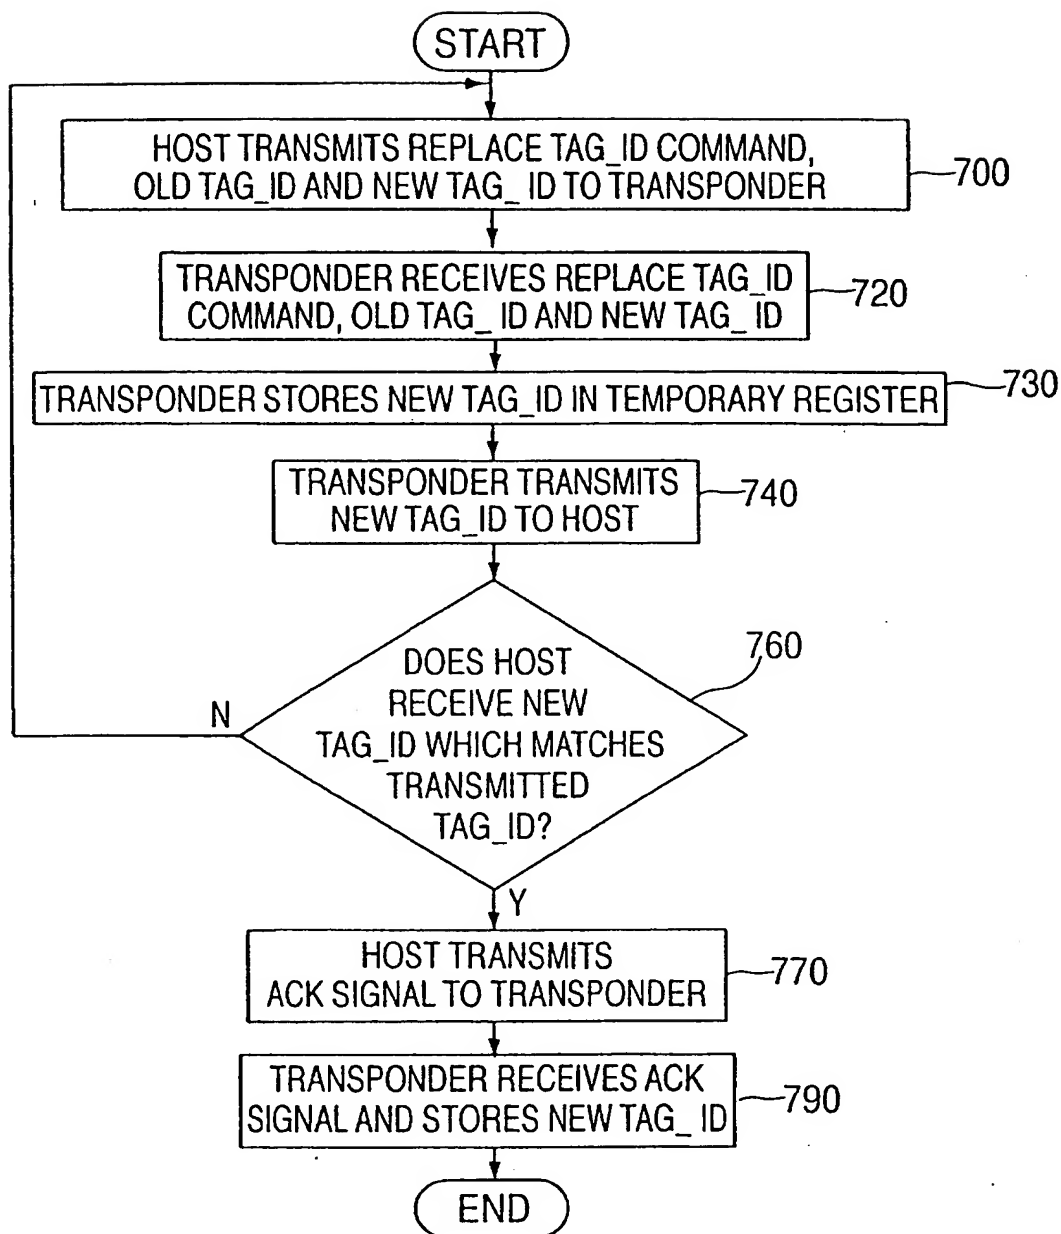 START
HOST TRANSMITS REPLACE TAG_ID COMMAND,
OLD TAG_ID AND NEW TAG_ ID TO TRANSPONDER
700
TRANSPONDER RECEIVES REPLACE TAG_ID
COMMAND, OLD TAG_ ID AND NEW TAG_ ID
720
TRANSPONDER STORES NEW TAG_ID IN TEMPORARY REGISTER
730
TRANSPONDER TRANSMITS
NEW TAG_ID TO HOST
740
DOES HOST
RECEIVE NEW
TAG_ID WHICH MATCHES
TRANSMITTED
TAG_ID?
760
N
Y
HOST TRANSMITS
ACK SIGNAL TO TRANSPONDER
770
TRANSPONDER RECEIVES ACK
SIGNAL AND STORES NEW TAG_ ID
790
END